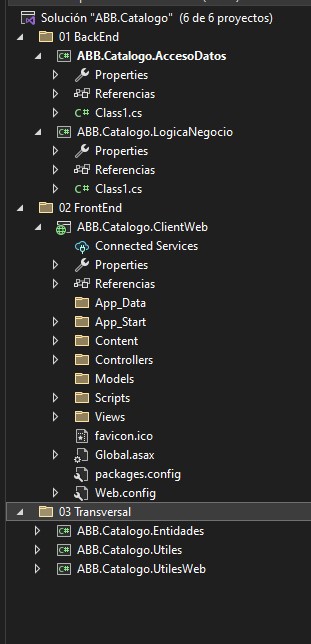 Solución "ABB.Catalogo" (6 de 6 proyectos)
01 BackEnd
C# ABB.Catalogo.AccesoDatos
Properties
Referencias
C# Class1.cs
C# ABB.Catalogo.LogicaNegocio
Properties
Referencias
C# Class1.cs
02 FrontEnd
ABB.Catalogo.ClientWeb
Connected Services
Properties
Referencias
App_Data
App_Start
Content
Controllers
Models
Scripts
Views
favicon.ico
Global.asax
packages.config
Web.config
03 Transversal
C# ABB.Catalogo.Entidades
C# ABB.Catalogo.Utiles
C# ABB.Catalogo.UtilesWeb